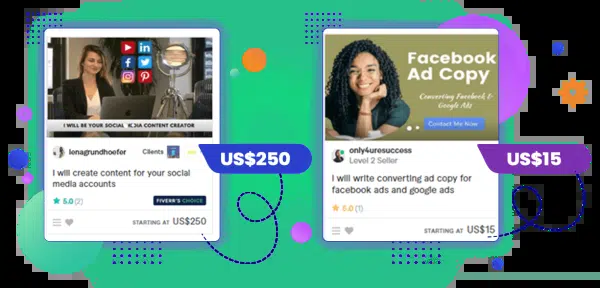 I WILL BE YOUR SOCIAL MEDIA CONTENT CREATOR
lenagrundhoefer
Clients
US$250
I will create content for your social
media accounts
5.0 (2)
FIVERR'S CHOICE
STARTING AT US$250
Facebook
Ad Copy
Converting Facebook &
Google Ads
Contact Me Now
only4uresuccess
Level 2 Seller
US$15
I will write converting ad copy for
facebook ads and google ads
5.0 (1)
STARTING AT US$15